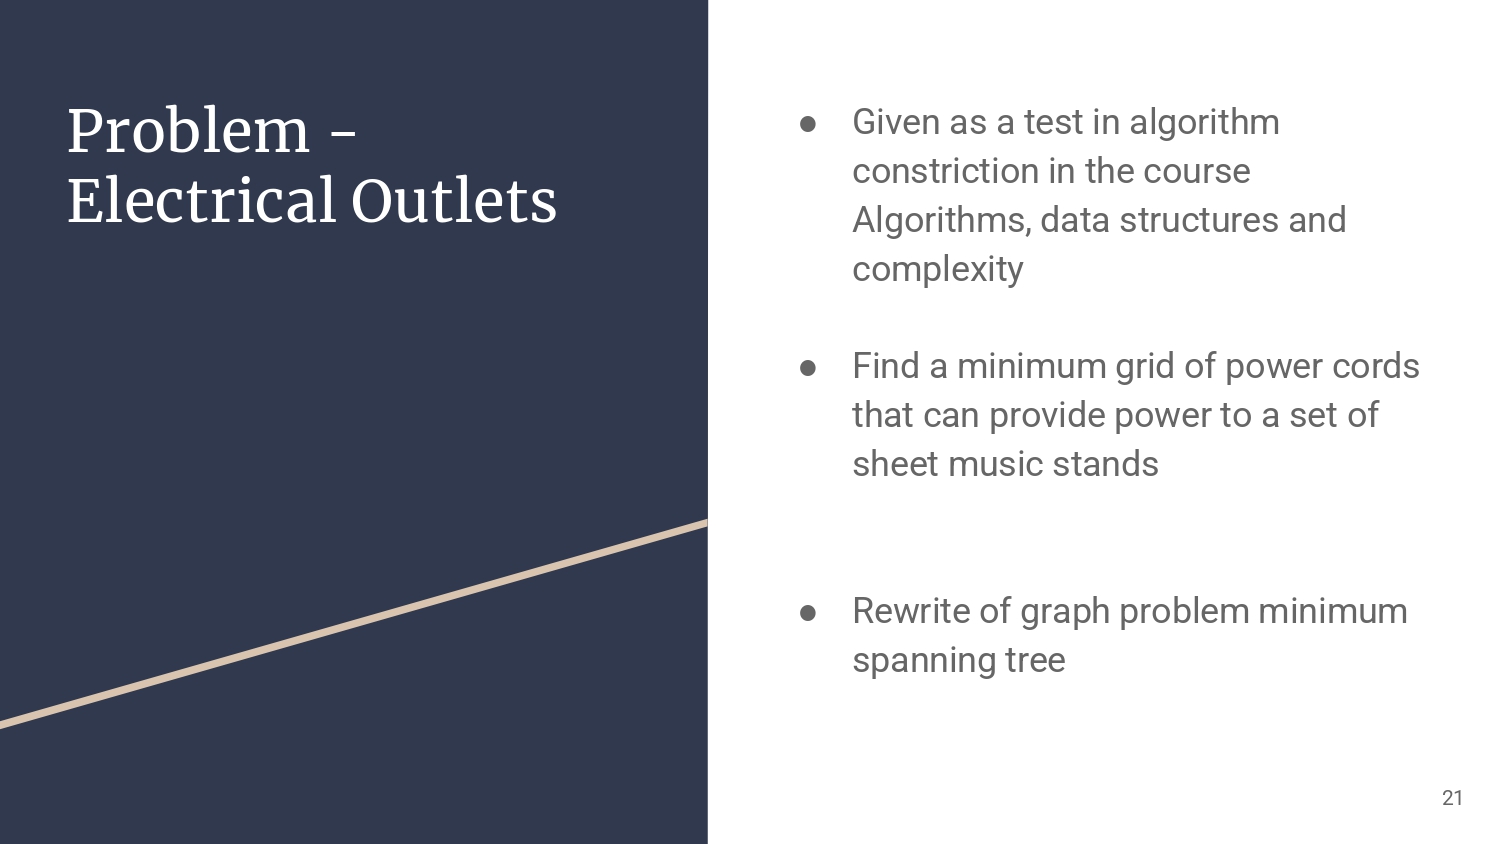 Problem -
Electrical Outlets
● Given as a test in algorithm
constriction in the course
Algorithms, data structures and
complexity
● Find a minimum grid of power cords
that can provide power to a set of
sheet music stands
● Rewrite of graph problem minimum
spanning tree
21